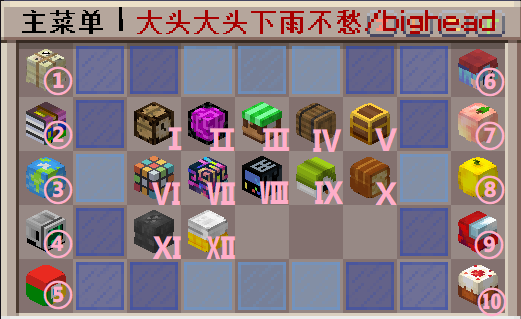 主菜单 | 大头大头下雨不愁/bighead
① ⑥
② Ⅰ Ⅱ Ⅲ Ⅳ Ⅴ ⑦
③ Ⅵ Ⅶ Ⅷ Ⅸ Ⅹ ⑧
④ Ⅺ Ⅻ ⑨
⑤ ⑩